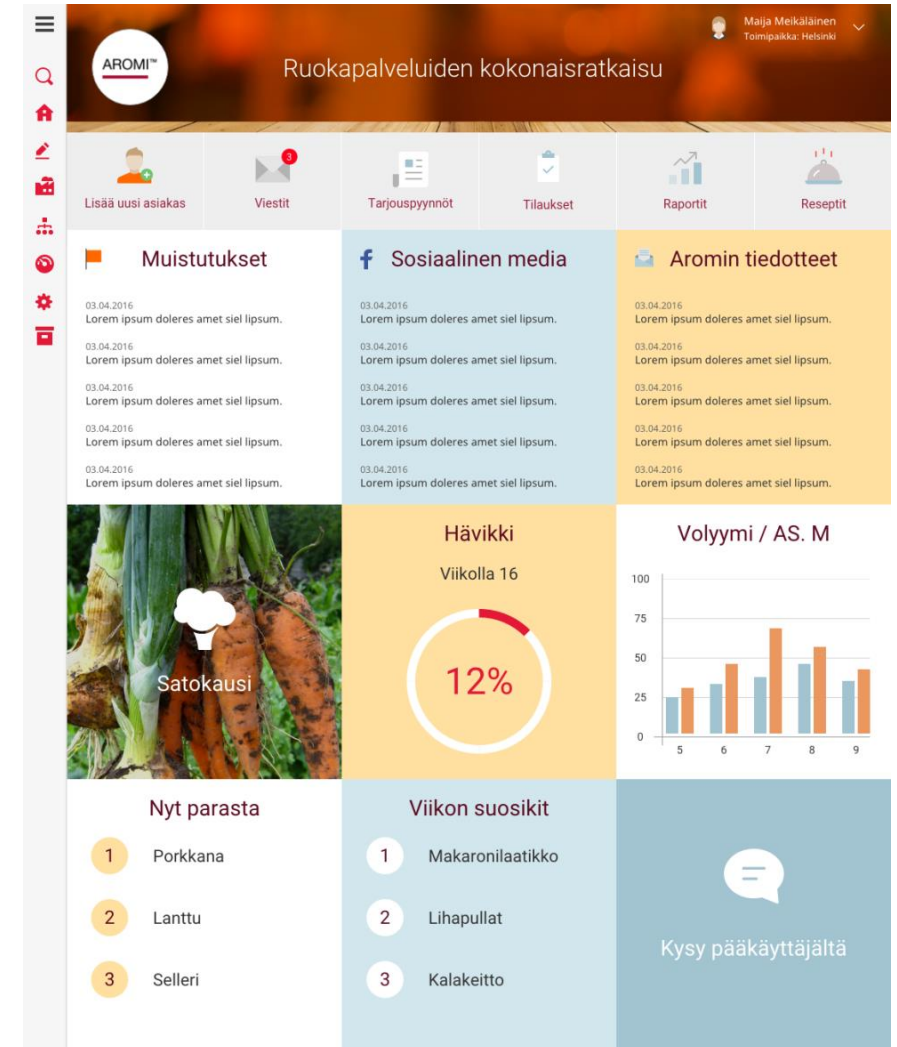 Maija Meikäläinen
Toimipaikka: Helsinki
AROMI™
Ruokapalveluiden kokonaisratkaisu
3
Lisää uusi asiakas
Viestit
Tarjouspyynnöt
Tilaukset
Raportit
Reseptit
Muistutukset
03.04.2016
Lorem ipsum doleres amet siel lipsum.
03.04.2016
Lorem ipsum doleres amet siel lipsum.
03.04.2016
Lorem ipsum doleres amet siel lipsum.
03.04.2016
Lorem ipsum doleres amet siel lipsum.
03.04.2016
Lorem ipsum doleres amet siel lipsum.
Sosiaalinen media
03.04.2016
Lorem ipsum doleres amet siel lipsum.
03.04.2016
Lorem ipsum doleres amet siel lipsum.
03.04.2016
Lorem ipsum doleres amet siel lipsum.
03.04.2016
Lorem ipsum doleres amet siel lipsum.
03.04.2016
Lorem ipsum doleres amet siel lipsum.
Aromin tiedotteet
03.04.2016
Lorem ipsum doleres amet siel lipsum.
03.04.2016
Lorem ipsum doleres amet siel lipsum.
03.04.2016
Lorem ipsum doleres amet siel lipsum.
03.04.2016
Lorem ipsum doleres amet siel lipsum.
03.04.2016
Lorem ipsum doleres amet siel lipsum.
Satokausi
Hävikki
Viikolla 16
12%
Volyymi / AS. M
100
75
50
25
0
5 6 7 8 9
Nyt parasta
1 Porkkana
2 Lanttu
3 Selleri
Viikon suosikit
1 Makaronilaatikko
2 Lihapullat
3 Kalakeitto
Kysy pääkäyttäjältä